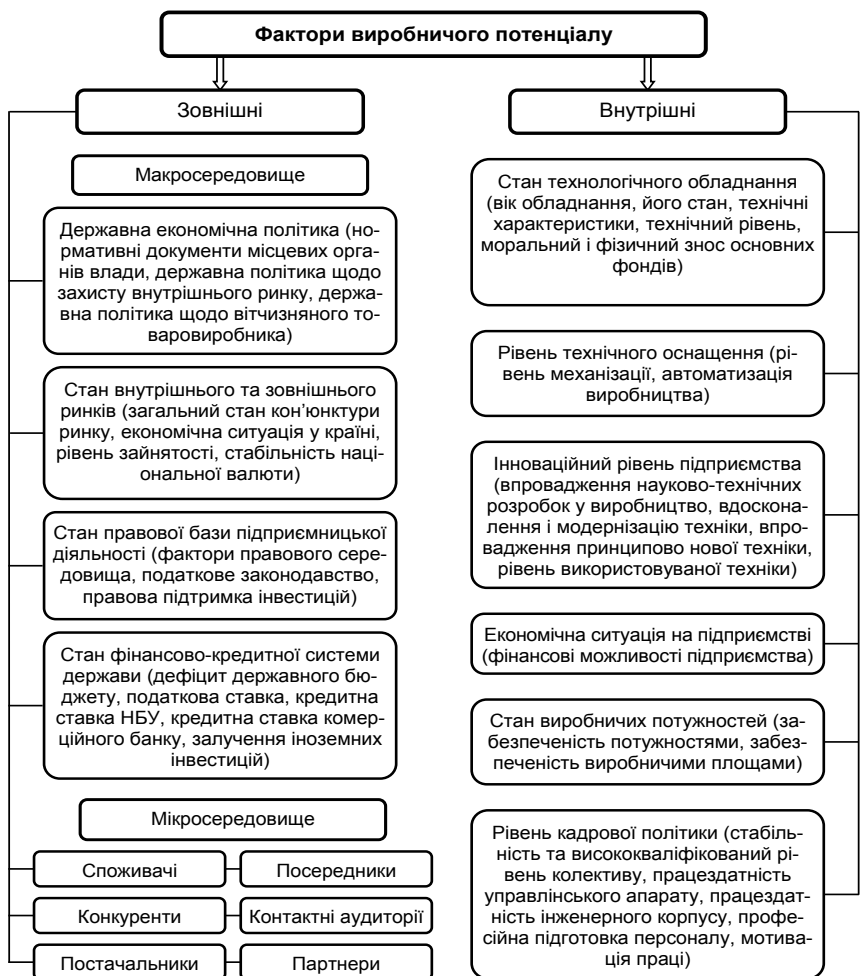 Фактори виробничого потенціалу
Зовнішні
Макросередовище
Державна економічна політика (но-
рмативні документи місцевих орга-
нів влади, державна політика щодо
захисту внутрішнього ринку, держа-
вна політика щодо вітчизняного то-
варовиробника)
Стан внутрішнього та зовнішнього
ринків (загальний стан кон’юнктури
ринку, економічна ситуація у країні,
рівень зайнятості, стабільність наці-
ональної валюти)
Стан правової бази підприємницької
діяльності (фактори правового сере-
довища, податкове законодавство,
правова підтримка інвестицій)
Стан фінансово-кредитної системи
держави (дефіцит державного бю-
джету, податкова ставка, кредитна
ставка НБУ, кредитна ставка комер-
ційного банку, залучення іноземних
інвестицій)
Мікросередовище
Споживачі
Посередники
Конкуренти
Контактні аудиторії
Постачальники
Партнери
Внутрішні
Стан технологічного обладнання
(вік обладнання, його стан, технічні
характеристики, технічний рівень,
моральний і фізичний знос основних
фондів)
Рівень технічного оснащення (рі-
вень механізації, автоматизація
виробництва)
Інноваційний рівень підприємства
(впровадження науково-технічних
розробок у виробництво, вдоскона-
лення і модернізацію техніки, впро-
вадження принципово нової техніки,
рівень використовуваної техніки)
Економічна ситуація на підприємстві
(фінансові можливості підприємства)
Стан виробничих потужностей (за-
безпеченість потужностями, забез-
печеність виробничими площами)
Рівень кадрової політики (стабіль-
ність та висококваліфікований рі-
вень колективу, працездатність
управлінського апарату, працездат-
ність інженерного корпусу, профе-
сійна підготовка персоналу, мотива-
ція праці)